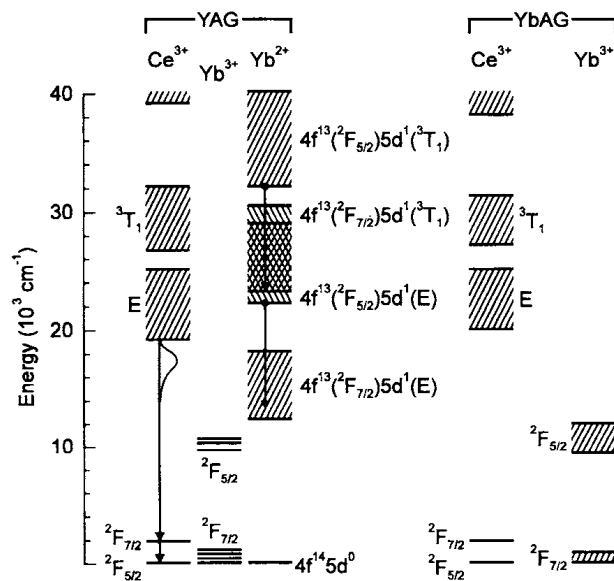 YAG
YbAG
Ce³⁺
Yb³⁺
Yb²⁺
Ce³⁺
Yb³⁺
Energy (10³ cm⁻¹)
40
30
20
10
0
³T₁
E
²F₇/₂
²F₅/₂
²F₅/₂
²F₇/₂
4f¹³(²F₅/₂)5d¹(³T₁)
4f¹³(²F₇/₂)5d¹(³T₁)
4f¹³(²F₅/₂)5d¹(E)
4f¹³(²F₇/₂)5d¹(E)
4f¹⁴5d⁰
³T₁
E
²F₇/₂
²F₅/₂
²F₅/₂
²F₇/₂